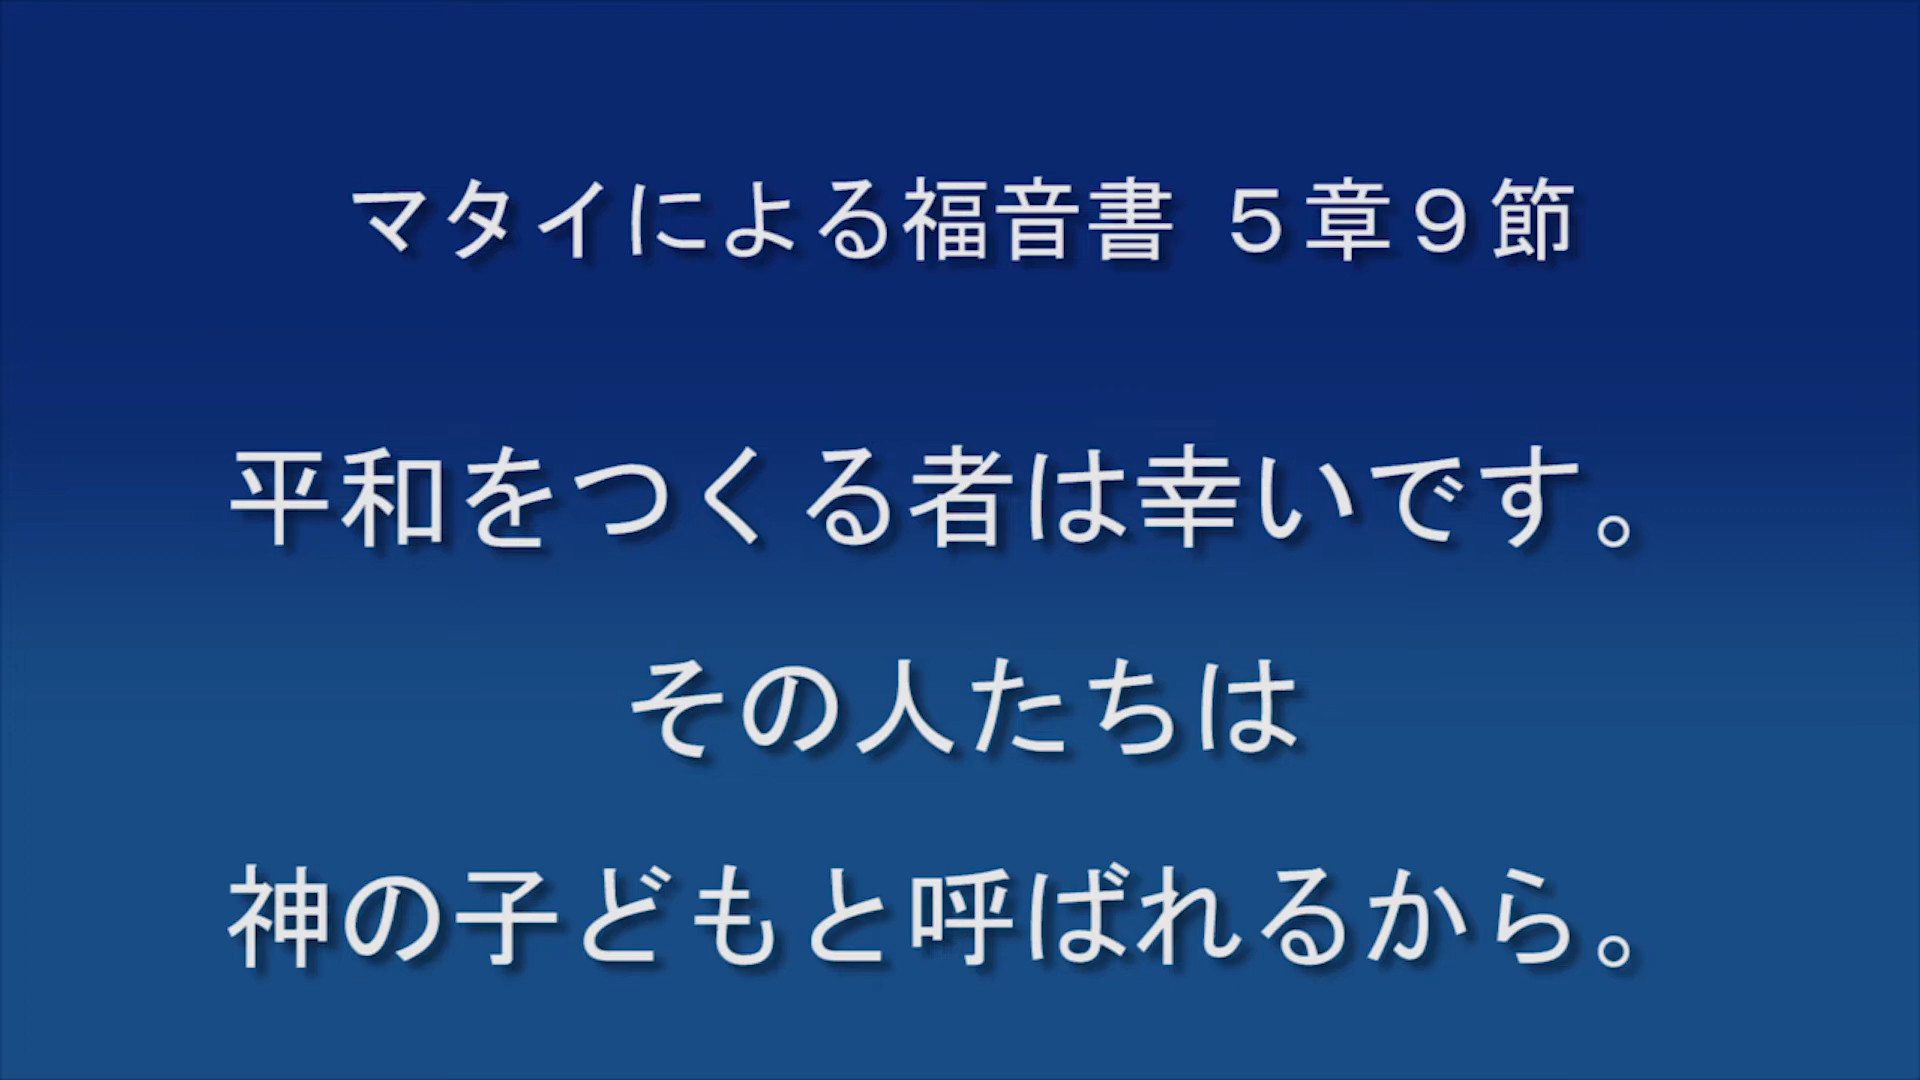 マタイによる福音書 ５章９節
平和をつくる者は幸いです。
その人たちは
神の子どもと呼ばれるから。